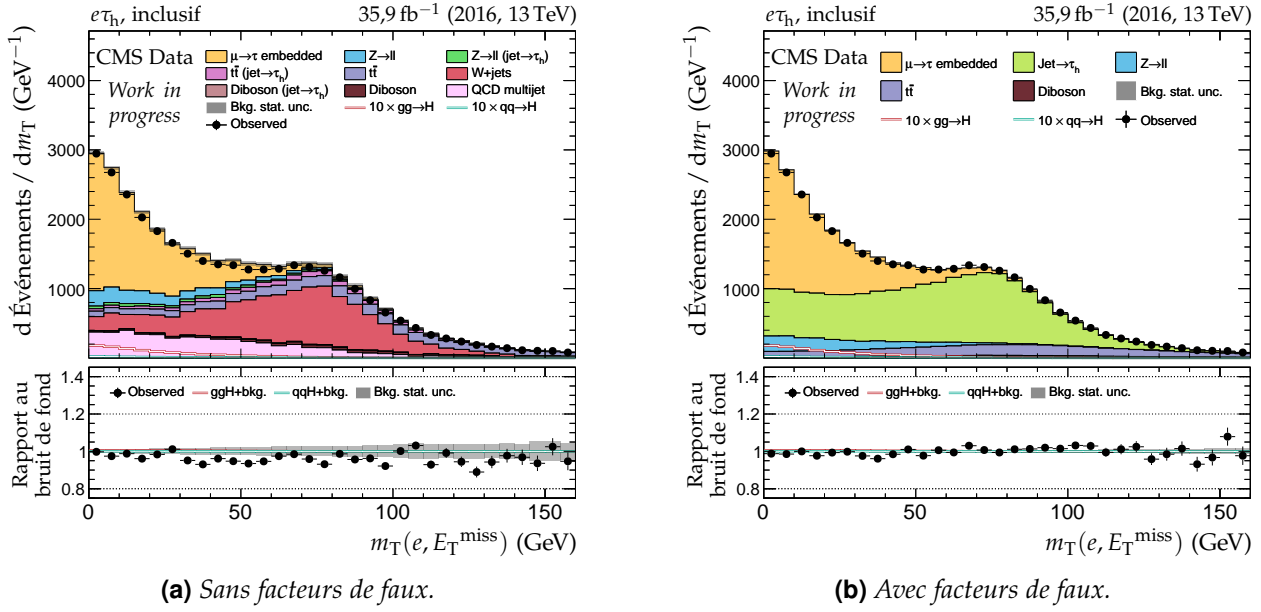 eτh, inclusif 35,9 fb−1 (2016, 13 TeV)
CMS Data
Work in
progress
μ→τ embedded Z→ll Z→ll (jet→τh)
tt̄ (jet→τh) tt̄ W+jets
Diboson (jet→τh) Diboson QCD multijet
Bkg. stat. unc. 10 × gg→H 10 × qq→H
Observed
d Événements / dmT (GeV−1)
4000
3000
2000
1000
Observed ggH+bkg. qqH+bkg. Bkg. stat. unc.
Rapport au
bruit de fond
1.4
1.2
1
0.8
0 50 100 150
mT(e, ETmiss) (GeV)
(a) Sans facteurs de faux.
eτh, inclusif 35,9 fb−1 (2016, 13 TeV)
CMS Data
Work in
progress
μ→τ embedded Jet→τh Z→ll
tt̄ Diboson Bkg. stat. unc.
10 × gg→H 10 × qq→H Observed
d Événements / dmT (GeV−1)
4000
3000
2000
1000
Observed ggH+bkg. qqH+bkg. Bkg. stat. unc.
Rapport au
bruit de fond
1.4
1.2
1
0.8
0 50 100 150
mT(e, ETmiss) (GeV)
(b) Avec facteurs de faux.